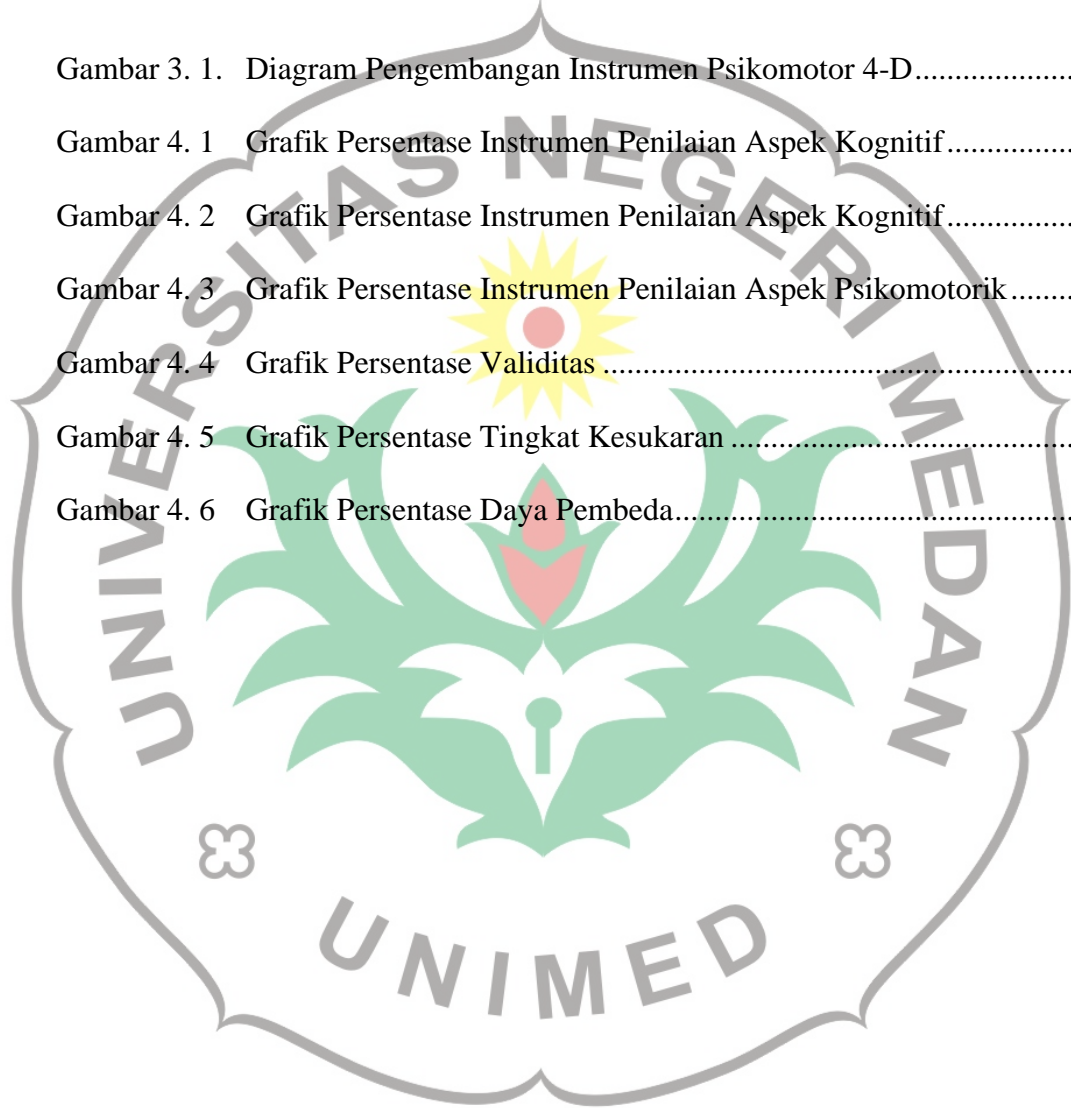 Gambar 3. 1. Diagram Pengembangan Instrumen Psikomotor 4-D....................
Gambar 4. 1 Grafik Persentase Instrumen Penilaian Aspek Kognitif................
Gambar 4. 2 Grafik Persentase Instrumen Penilaian Aspek Kognitif................
Gambar 4. 3 Grafik Persentase Instrumen Penilaian Aspek Psikomotorik.........
Gambar 4. 4 Grafik Persentase Validitas ............................................................
Gambar 4. 5 Grafik Persentase Tingkat Kesukaran ............................................
Gambar 4. 6 Grafik Persentase Daya Pembeda...................................................
UNIVERSITAS NEGERI MEDAN
UNIMED